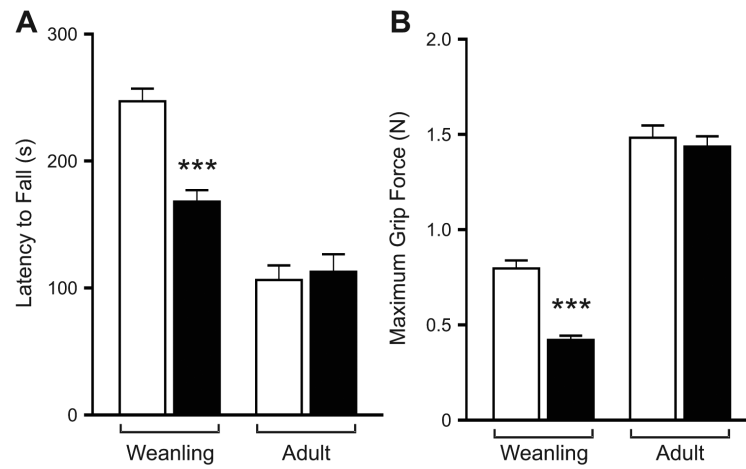 A
Latency to Fall (s)
300
200
100
0
***
Weanling
Adult
B
Maximum Grip Force (N)
2.0
1.5
1.0
0.5
0
***
Weanling
Adult